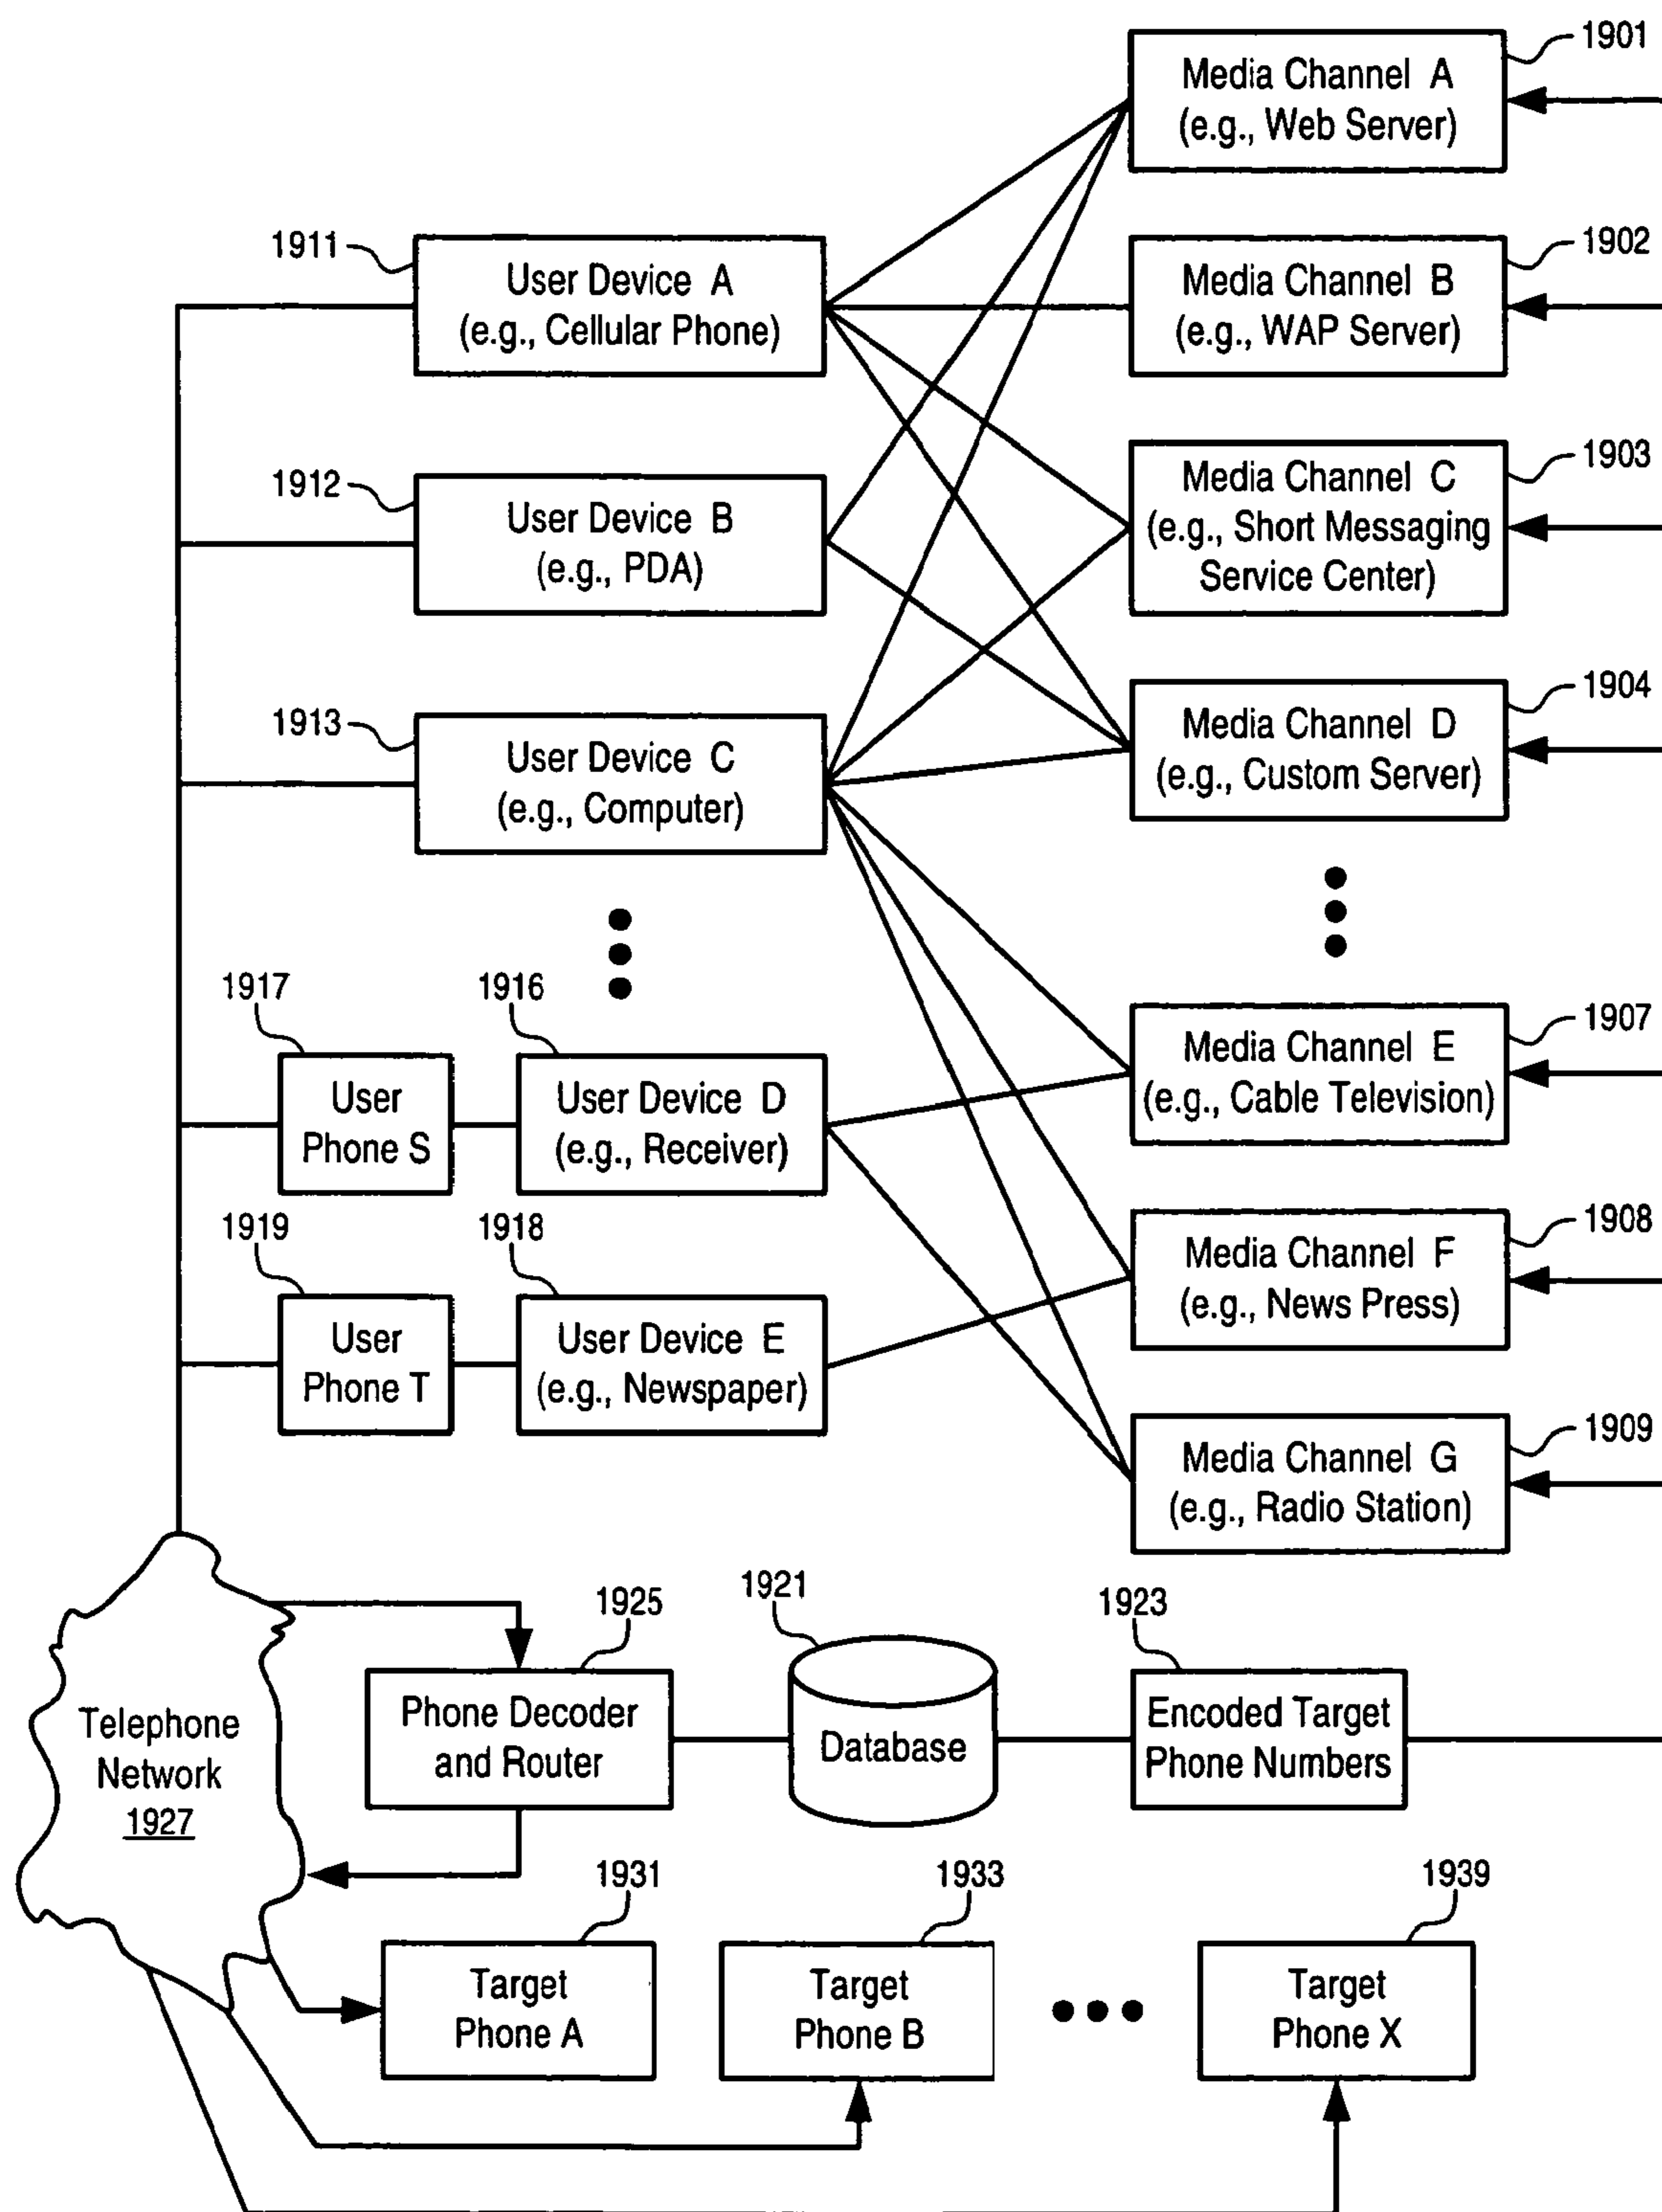 1901
Media Channel A
(e.g., Web Server)
1911
User Device A
(e.g., Cellular Phone)
1902
Media Channel B
(e.g., WAP Server)
1912
User Device B
(e.g., PDA)
1903
Media Channel C
(e.g., Short Messaging
Service Center)
1913
User Device C
(e.g., Computer)
1904
Media Channel D
(e.g., Custom Server)
1917
User
Phone S
1916
User Device D
(e.g., Receiver)
1907
Media Channel E
(e.g., Cable Television)
1919
User
Phone T
1918
User Device E
(e.g., Newspaper)
1908
Media Channel F
(e.g., News Press)
1909
Media Channel G
(e.g., Radio Station)
Telephone
Network
1927
1925
Phone Decoder
and Router
1921
Database
1923
Encoded Target
Phone Numbers
1931
Target
Phone A
1933
Target
Phone B
1939
Target
Phone X